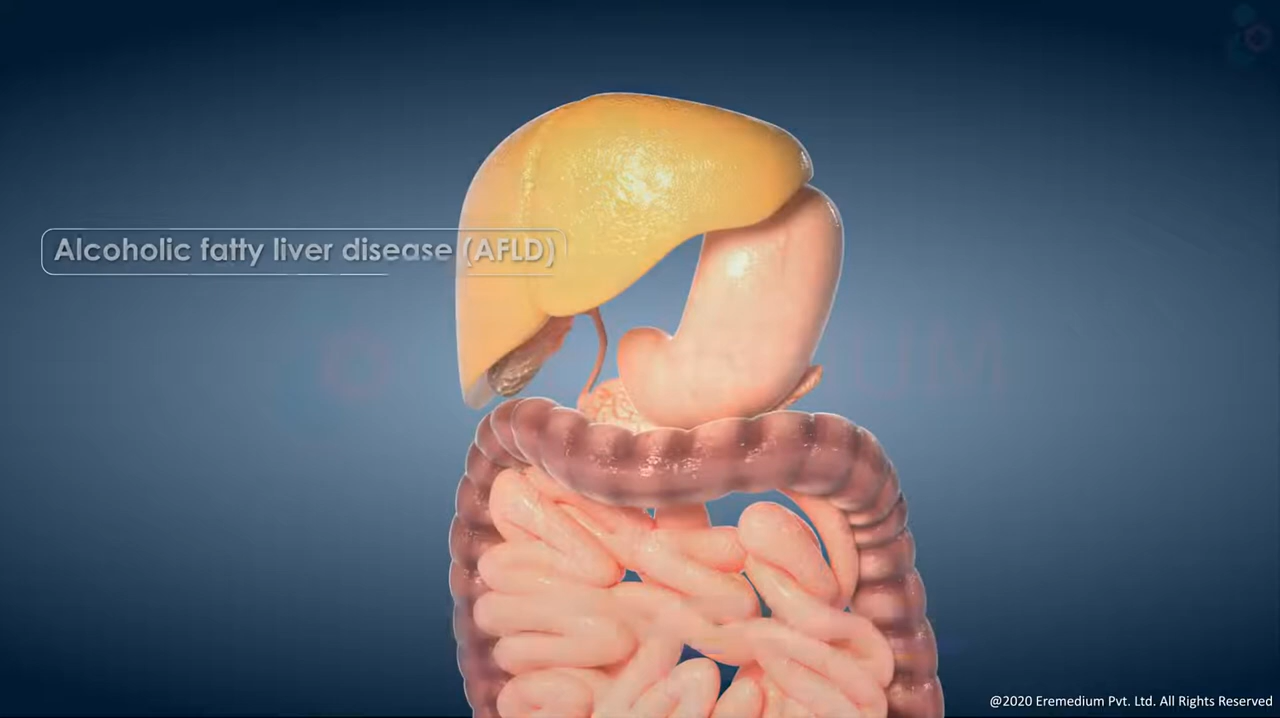 Alcoholic fatty liver disease (AFLD)
@2020 Eremedium Pvt. Ltd. All Rights Reserved